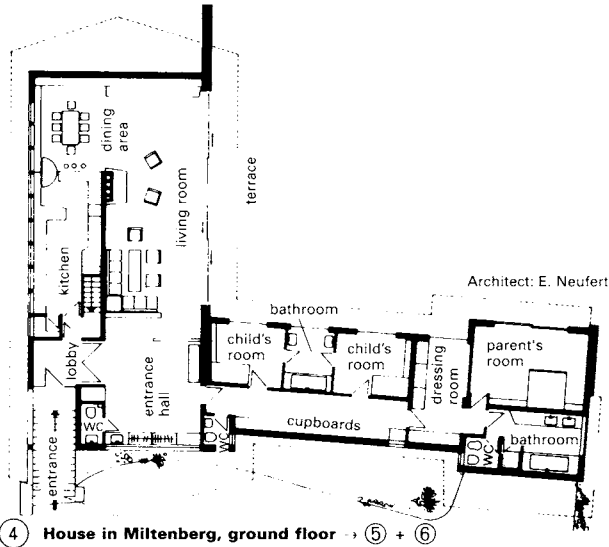 dining
area
living room
terrace
kitchen
Architect: E. Neufert
bathroom
child's
room
child's
room
dressing
room
parent's
room
lobby
entrance
hall
WC
WC
cupboards
WC
bathroom
entrance
4 House in Miltenberg, ground floor → 5 + 6